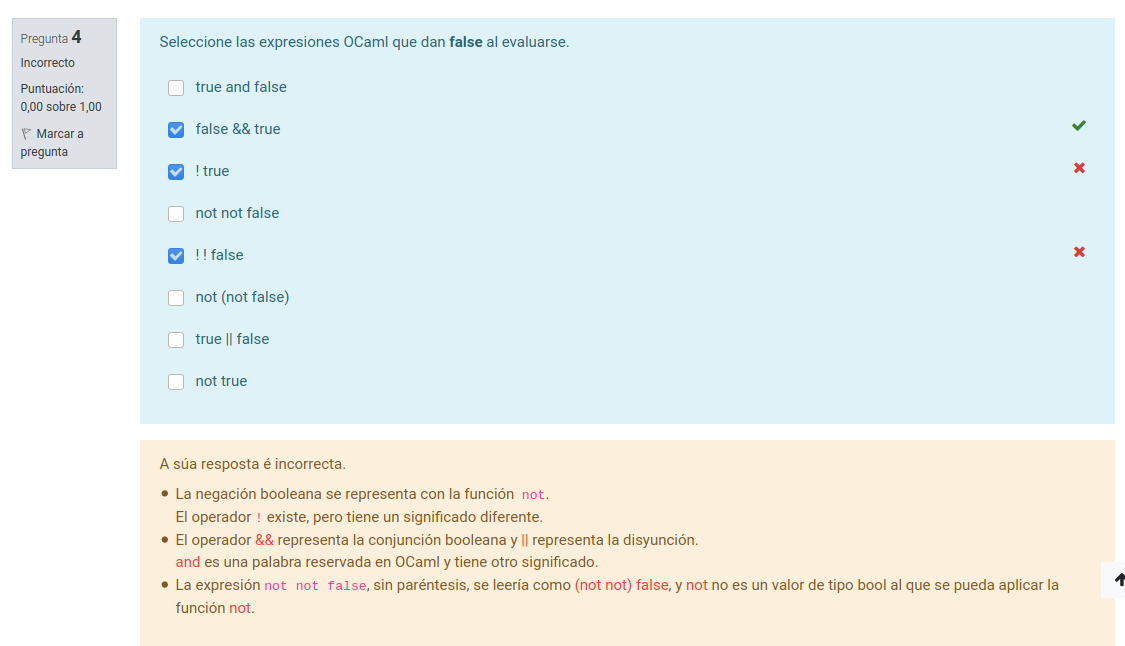 Pregunta 4
Incorrecto
Puntuación:
0,00 sobre 1,00
Marcar a
pregunta
Seleccione las expresiones OCaml que dan false al evaluarse.
true and false
false && true
! true
not not false
! ! false
not (not false)
true || false
not true
A súa resposta é incorrecta.
La negación booleana se representa con la función not.
El operador ! existe, pero tiene un significado diferente.
El operador && representa la conjunción booleana y || representa la disyunción.
and es una palabra reservada en OCaml y tiene otro significado.
La expresión not not false, sin paréntesis, se leería como (not not) false, y not no es un valor de tipo bool al que se pueda aplicar la
función not.